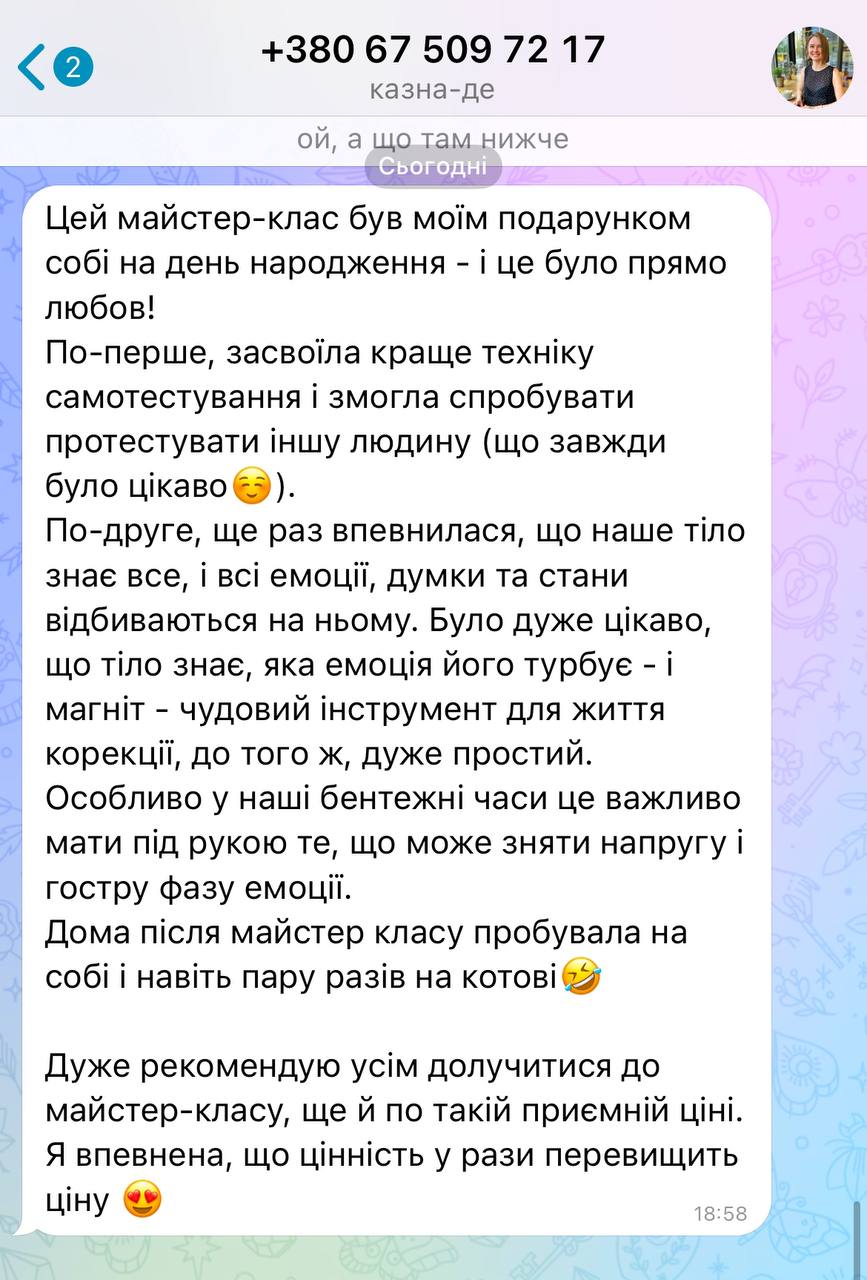 2
+380 67 509 72 17
казна-де
ой, а що там нижче
Сьогодні
Цей майстер-клас був моїм подарунком
собі на день народження - і це було прямо
любов!
По-перше, засвоїла краще техніку
самотестування і змогла спробувати
протестувати іншу людину (що завжди
було цікаво☺️).
По-друге, ще раз впевнилася, що наше тіло
знає все, і всі емоції, думки та стани
відбиваються на ньому. Було дуже цікаво,
що тіло знає, яка емоція його турбує - і
магніт - чудовий інструмент для життя
корекції, до того ж, дуже простий.
Особливо у наші бентежні часи це важливо
мати під рукою те, що може зняти напругу і
гостру фазу емоції.
Дома після майстер класу пробувала на
собі і навіть пару разів на котові🤣
Дуже рекомендую усім долучитися до
майстер-класу, ще й по такій приємній ціні.
Я впевнена, що цінність у рази перевищить
ціну 😍
18:58